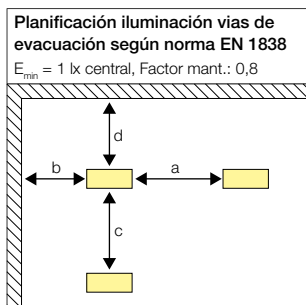 Planificación iluminación vias de
evacuación según norma EN 1838
Emin = 1 lx central, Factor mant.: 0,8
d
b
a
c